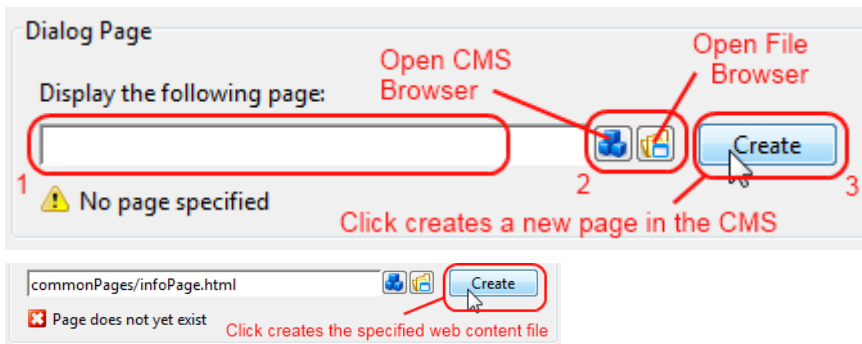 Dialog Page
Open CMS
Browser
Open File
Browser
Display the following page:
Create
1
2
3
No page specified
Click creates a new page in the CMS
commonPages/infoPage.html
Create
Page does not yet exist
Click creates the specified web content file